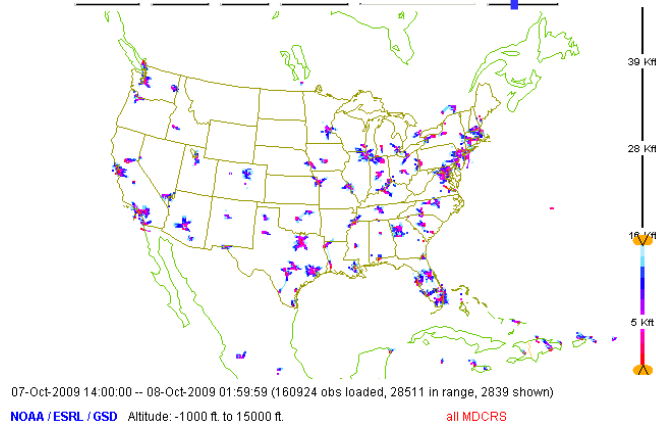 39 Kft
28 Kft
16 Kft
5 Kft
07-Oct-2009 14:00:00 -- 08-Oct-2009 01:59:59 (160924 obs loaded, 28511 in range, 2839 shown)
NOAA / ESRL / GSD Altitude: -1000 ft. to 15000 ft. all MDCRS